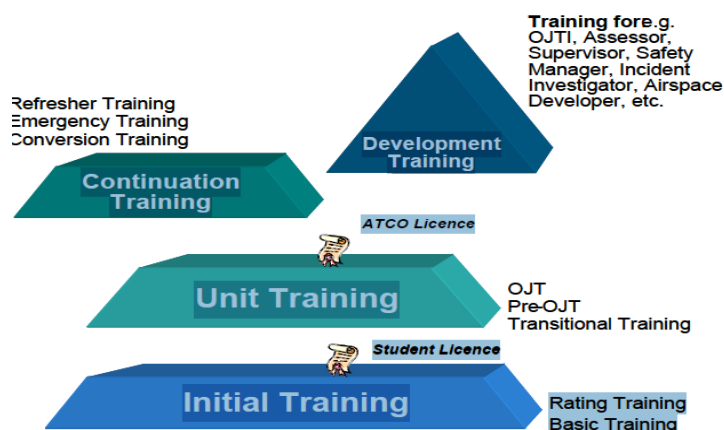 Training fore.g.
OJTI, Assessor,
Supervisor, Safety
Manager, Incident
Investigator, Airspace
Developer, etc.
Refresher Training
Emergency Training
Conversion Training
Development
Training
Continuation
Training
ATCO Licence
Unit Training
OJT
Pre-OJT
Transitional Training
Student Licence
Initial Training
Rating Training
Basic Training